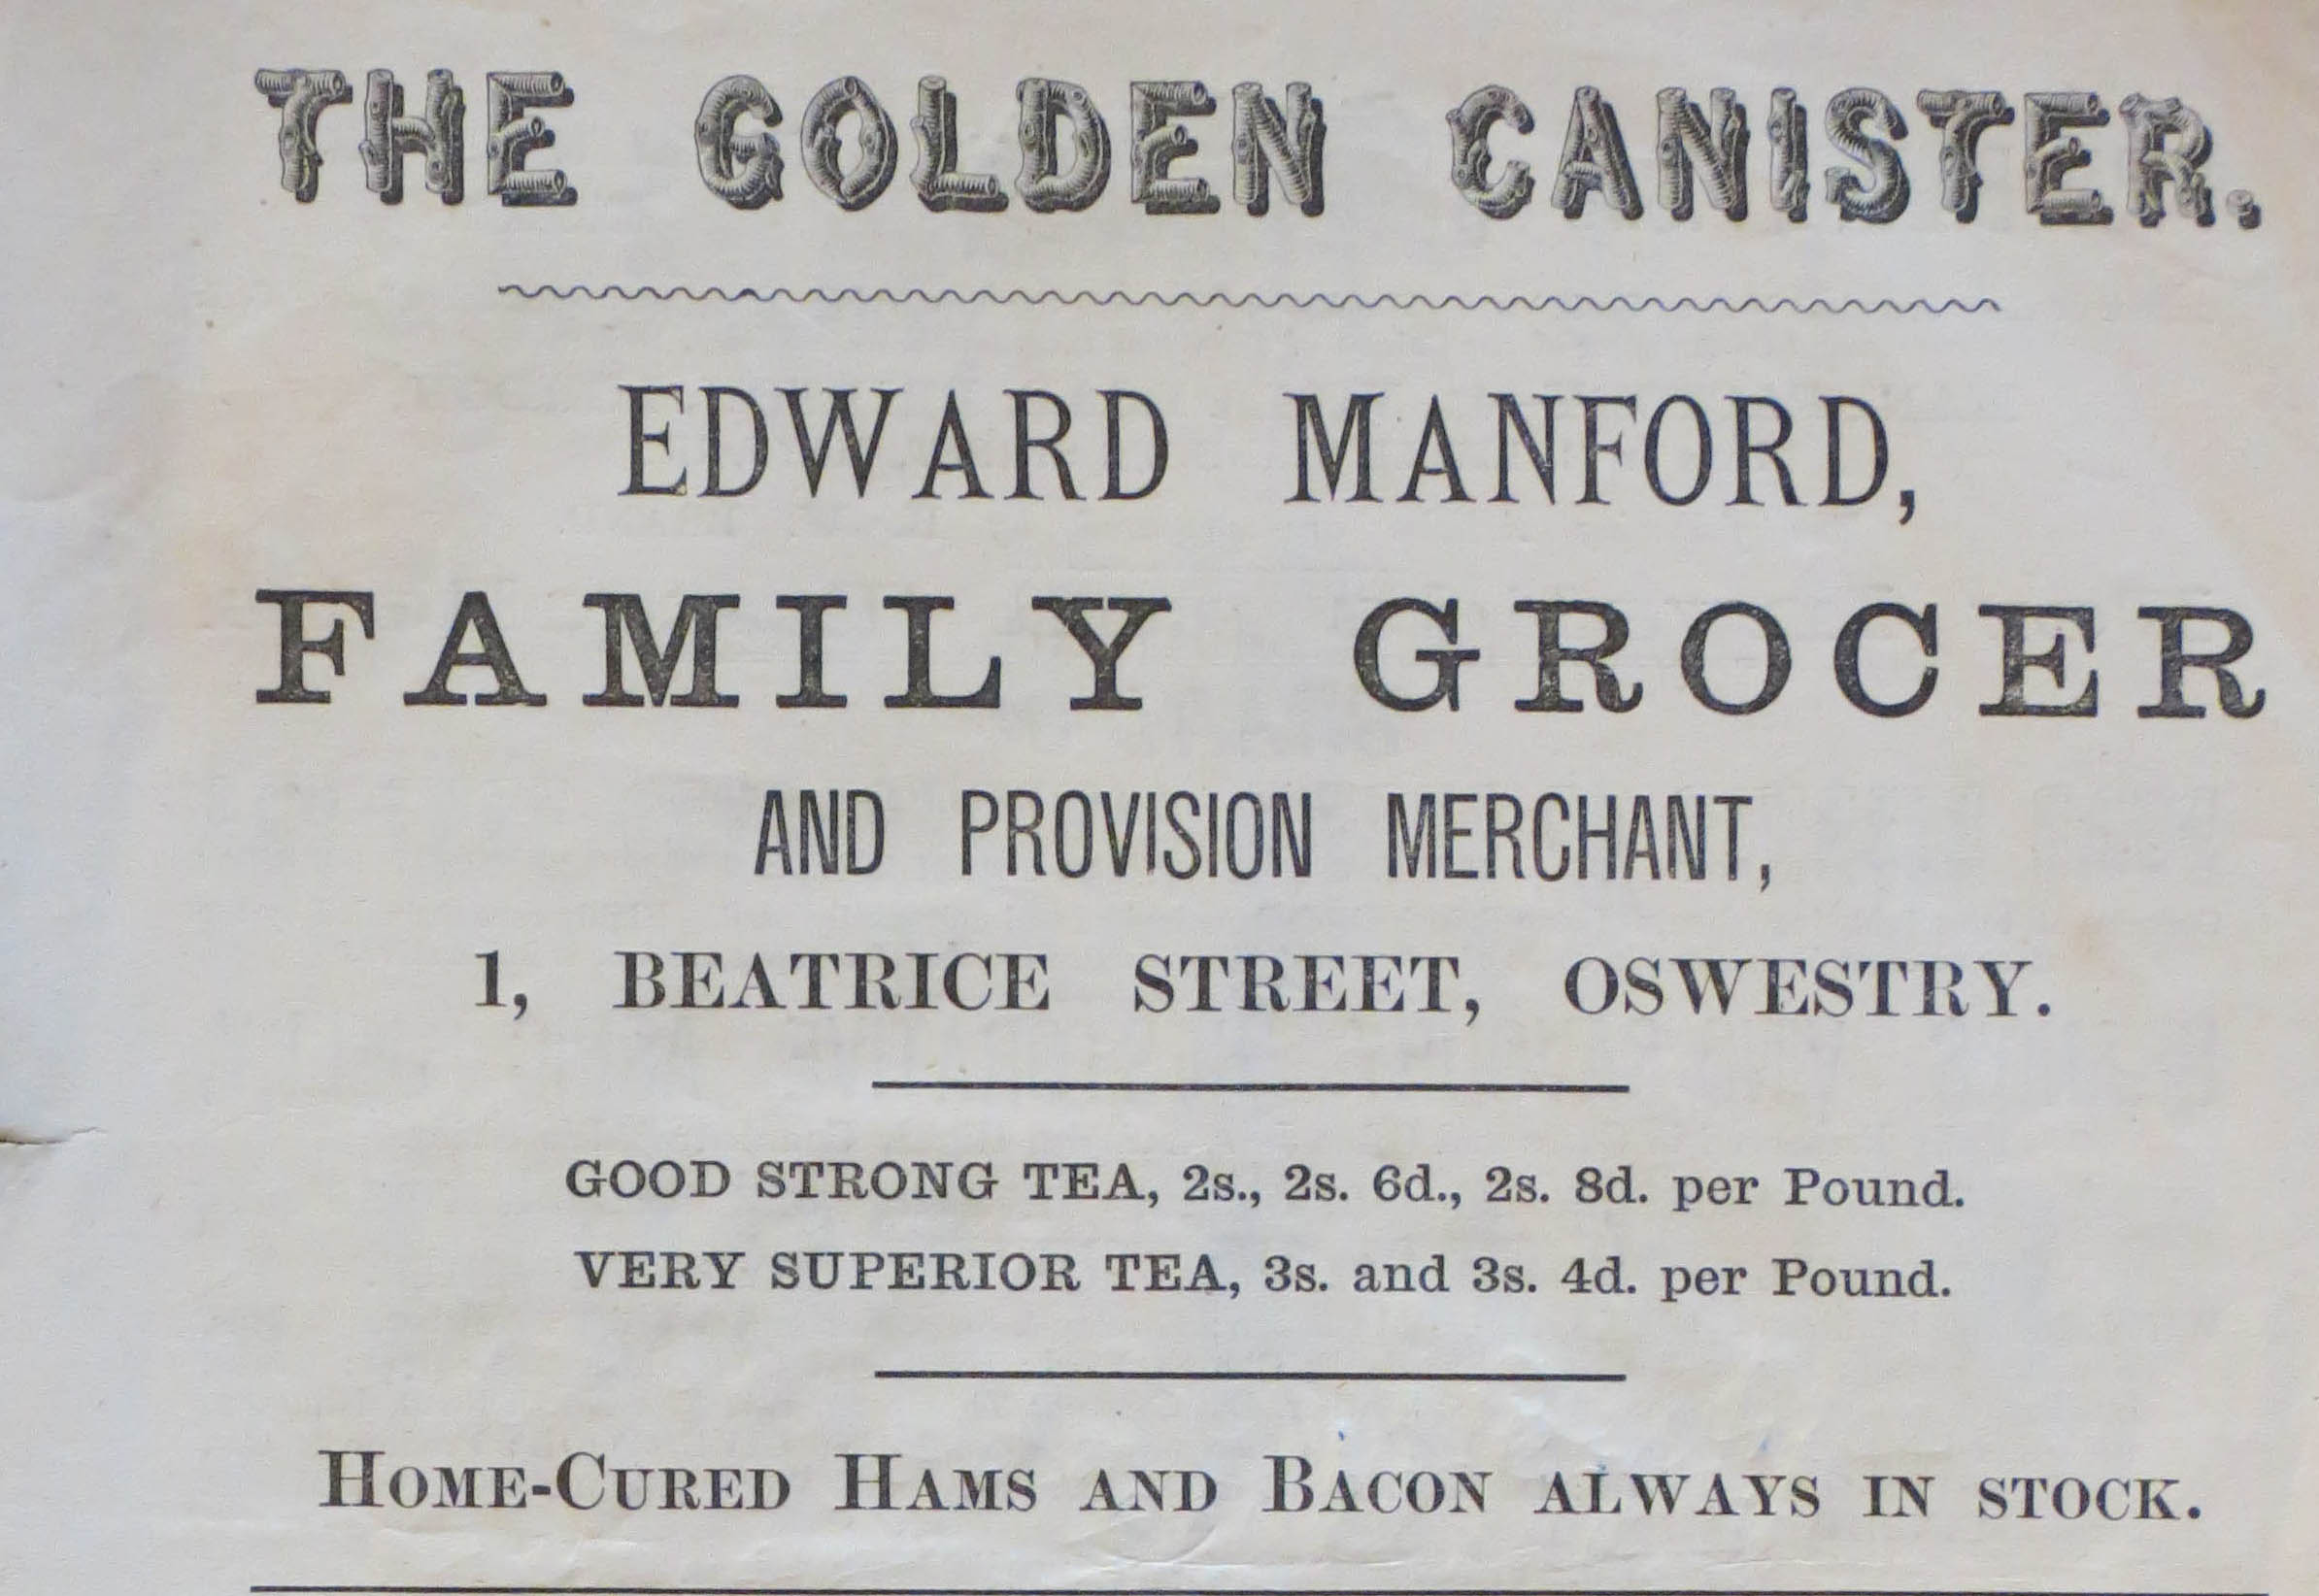 THE GOLDEN CANISTER.
EDWARD MANFORD,
FAMILY GROCER
AND PROVISION MERCHANT,
1, BEATRICE STREET, OSWESTRY.
GOOD STRONG TEA, 2s., 2s. 6d., 2s. 8d. per Pound.
VERY SUPERIOR TEA, 3s. and 3s. 4d. per Pound.
HOME-CURED HAMS AND BACON ALWAYS IN STOCK.